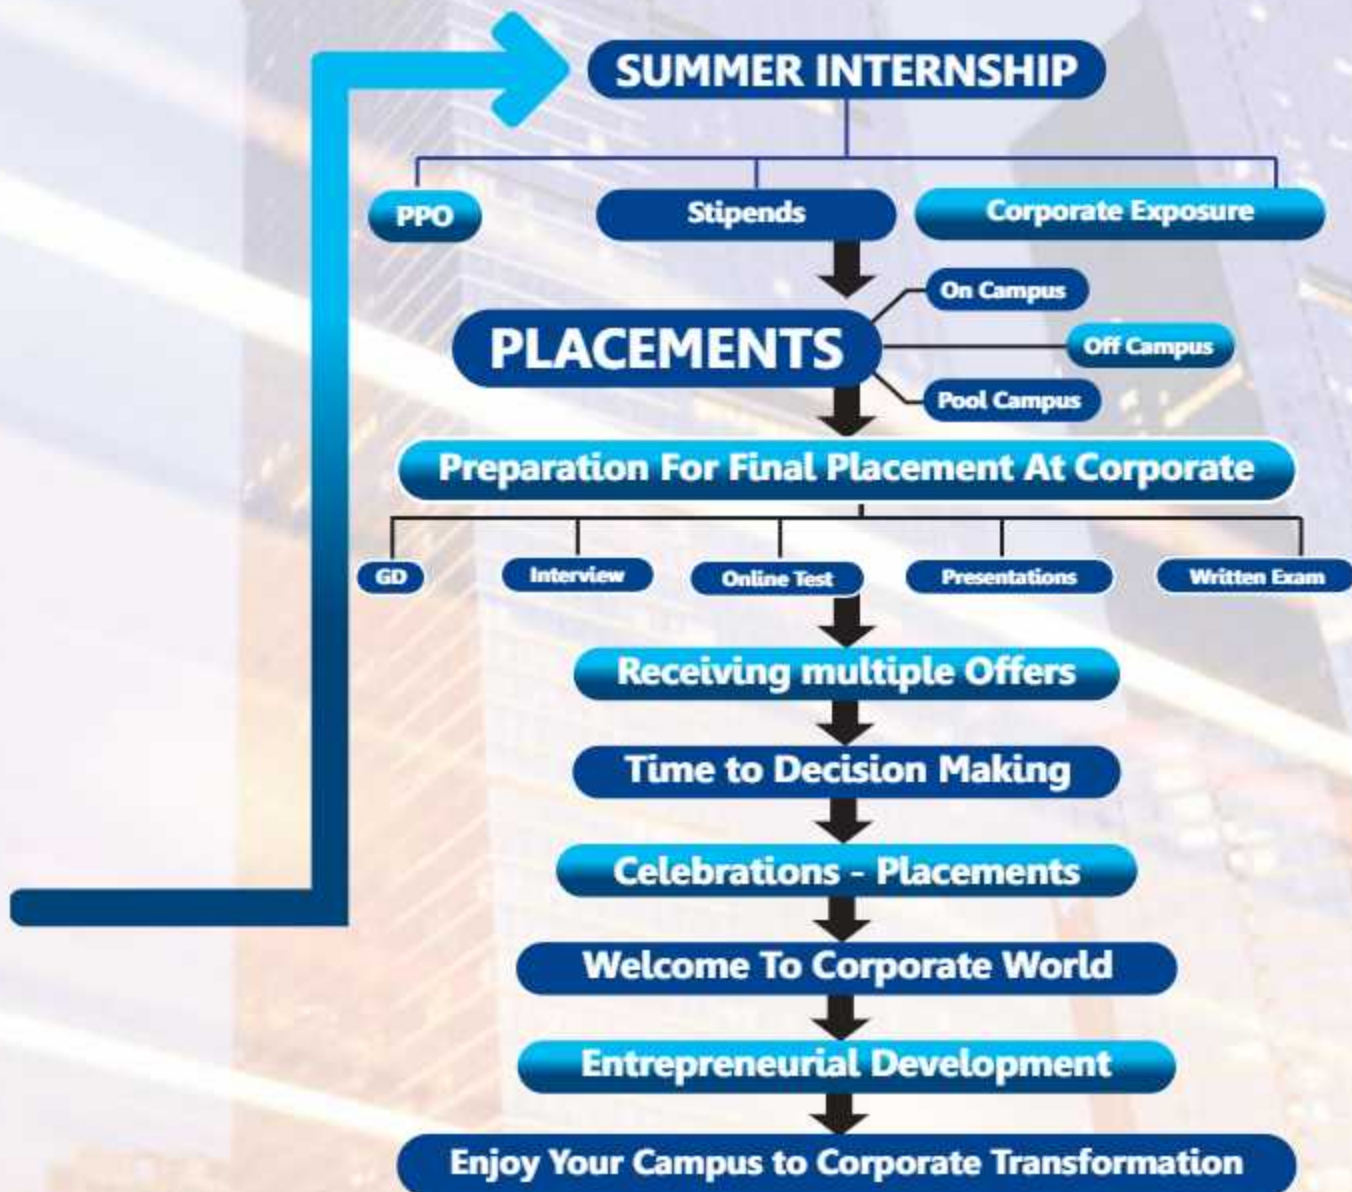 SUMMER INTERNSHIP
PPO
Stipends
Corporate Exposure
On Campus
PLACEMENTS
Off Campus
Pool Campus
Preparation For Final Placement At Corporate
GD
Interview
Online Test
Presentations
Written Exam
Receiving multiple Offers
Time to Decision Making
Celebrations - Placements
Welcome To Corporate World
Entrepreneurial Development
Enjoy Your Campus to Corporate Transformation